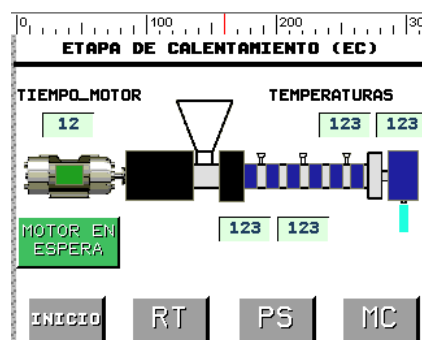 0 100 200 30
ETAPA DE CALENTAMIENTO (EC)
TIEMPO_MOTOR TEMPERATURAS
12 123 123
MOTOR EN
ESPERA
123 123
INICIO RT PS MC